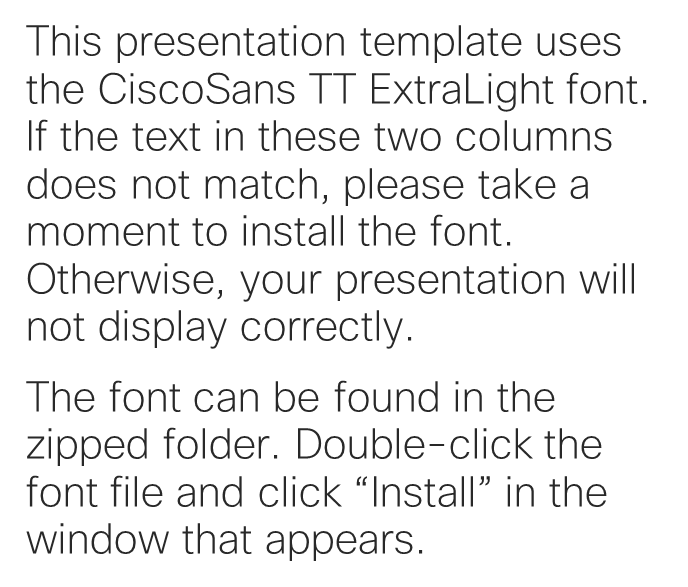 This presentation template uses
the CiscoSans TT ExtraLight font.
If the text in these two columns
does not match, please take a
moment to install the font.
Otherwise, your presentation will
not display correctly.
The font can be found in the
zipped folder. Double-click the
font file and click “Install” in the
window that appears.